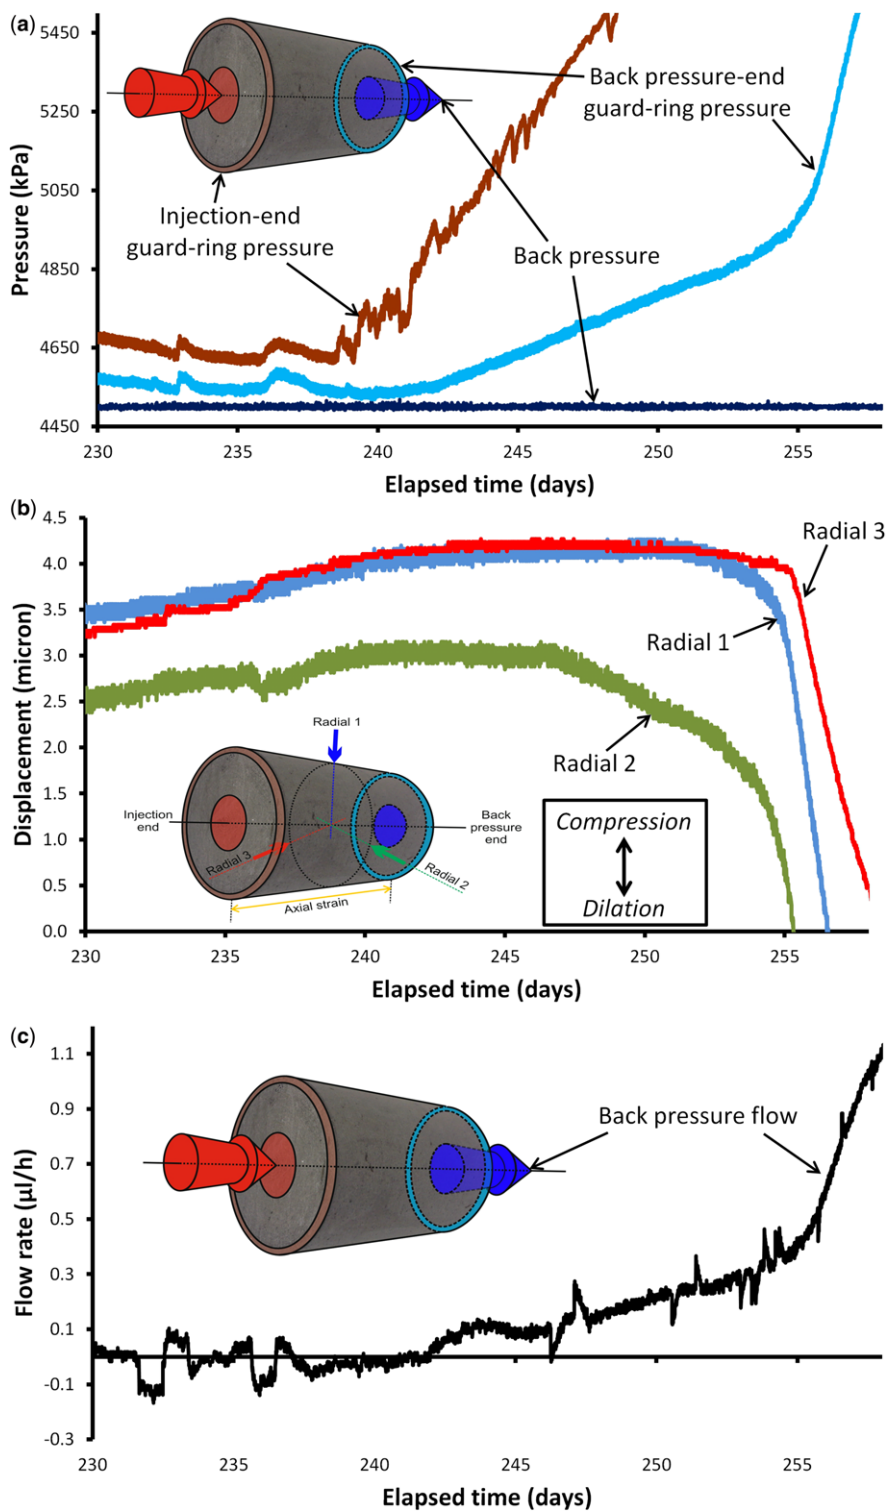 (a)
5450
5250
5050
4850
4650
4450
Pressure (kPa)
Back pressure-end
guard-ring pressure
Injection-end
guard-ring pressure
Back pressure
230
235
240
245
250
255
Elapsed time (days)
(b)
4.5
4.0
3.5
3.0
2.5
2.0
1.5
1.0
0.5
0.0
Displacement (micron)
Radial 3
Radial 1
Radial 2
Radial 1
Injection
end
Back
pressure
end
Radial 3
Radial 2
Axial strain
Compression
Dilation
230
235
240
245
250
255
Elapsed time (days)
(c)
1.1
0.9
0.7
0.5
0.3
0.1
-0.1
-0.3
Flow rate (µl/h)
Back pressure flow
230
235
240
245
250
255
Elapsed time (days)